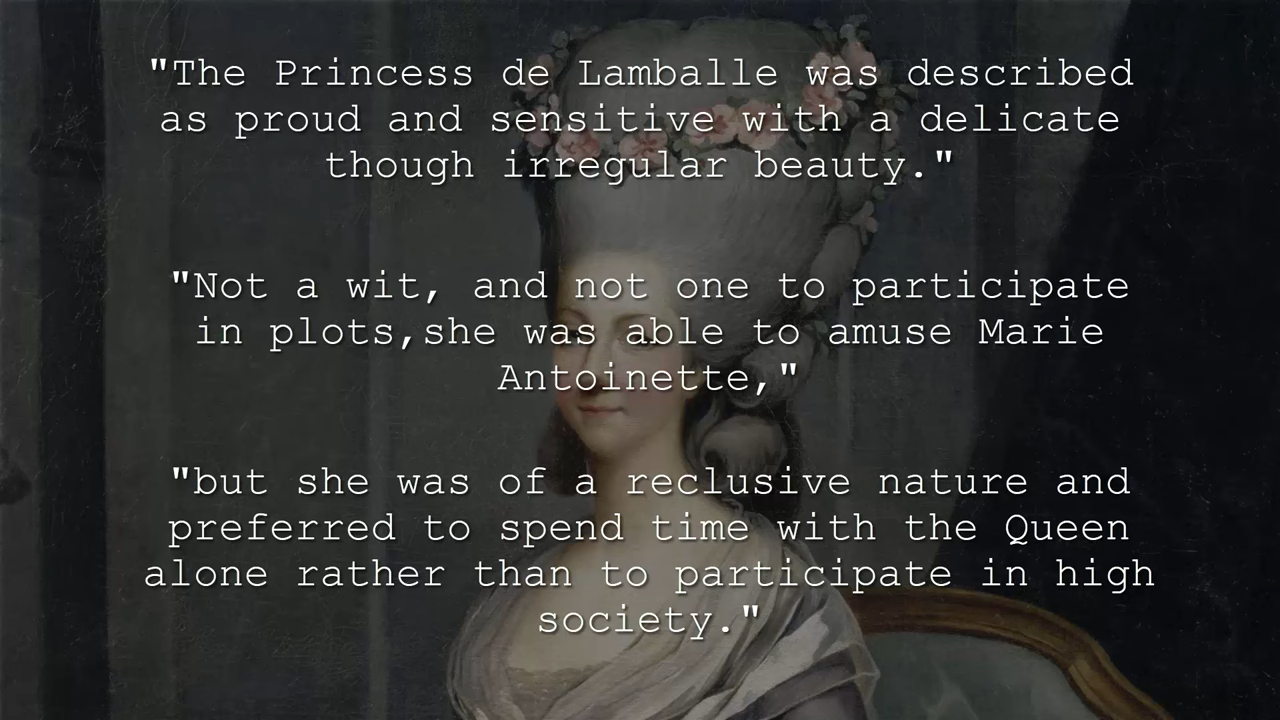 "The Princess de Lamballe was described
as proud and sensitive with a delicate
though irregular beauty."
"Not a wit, and not one to participate
in plots,she was able to amuse Marie
Antoinette,"
"but she was of a reclusive nature and
preferred to spend time with the Queen
alone rather than to participate in high
society."